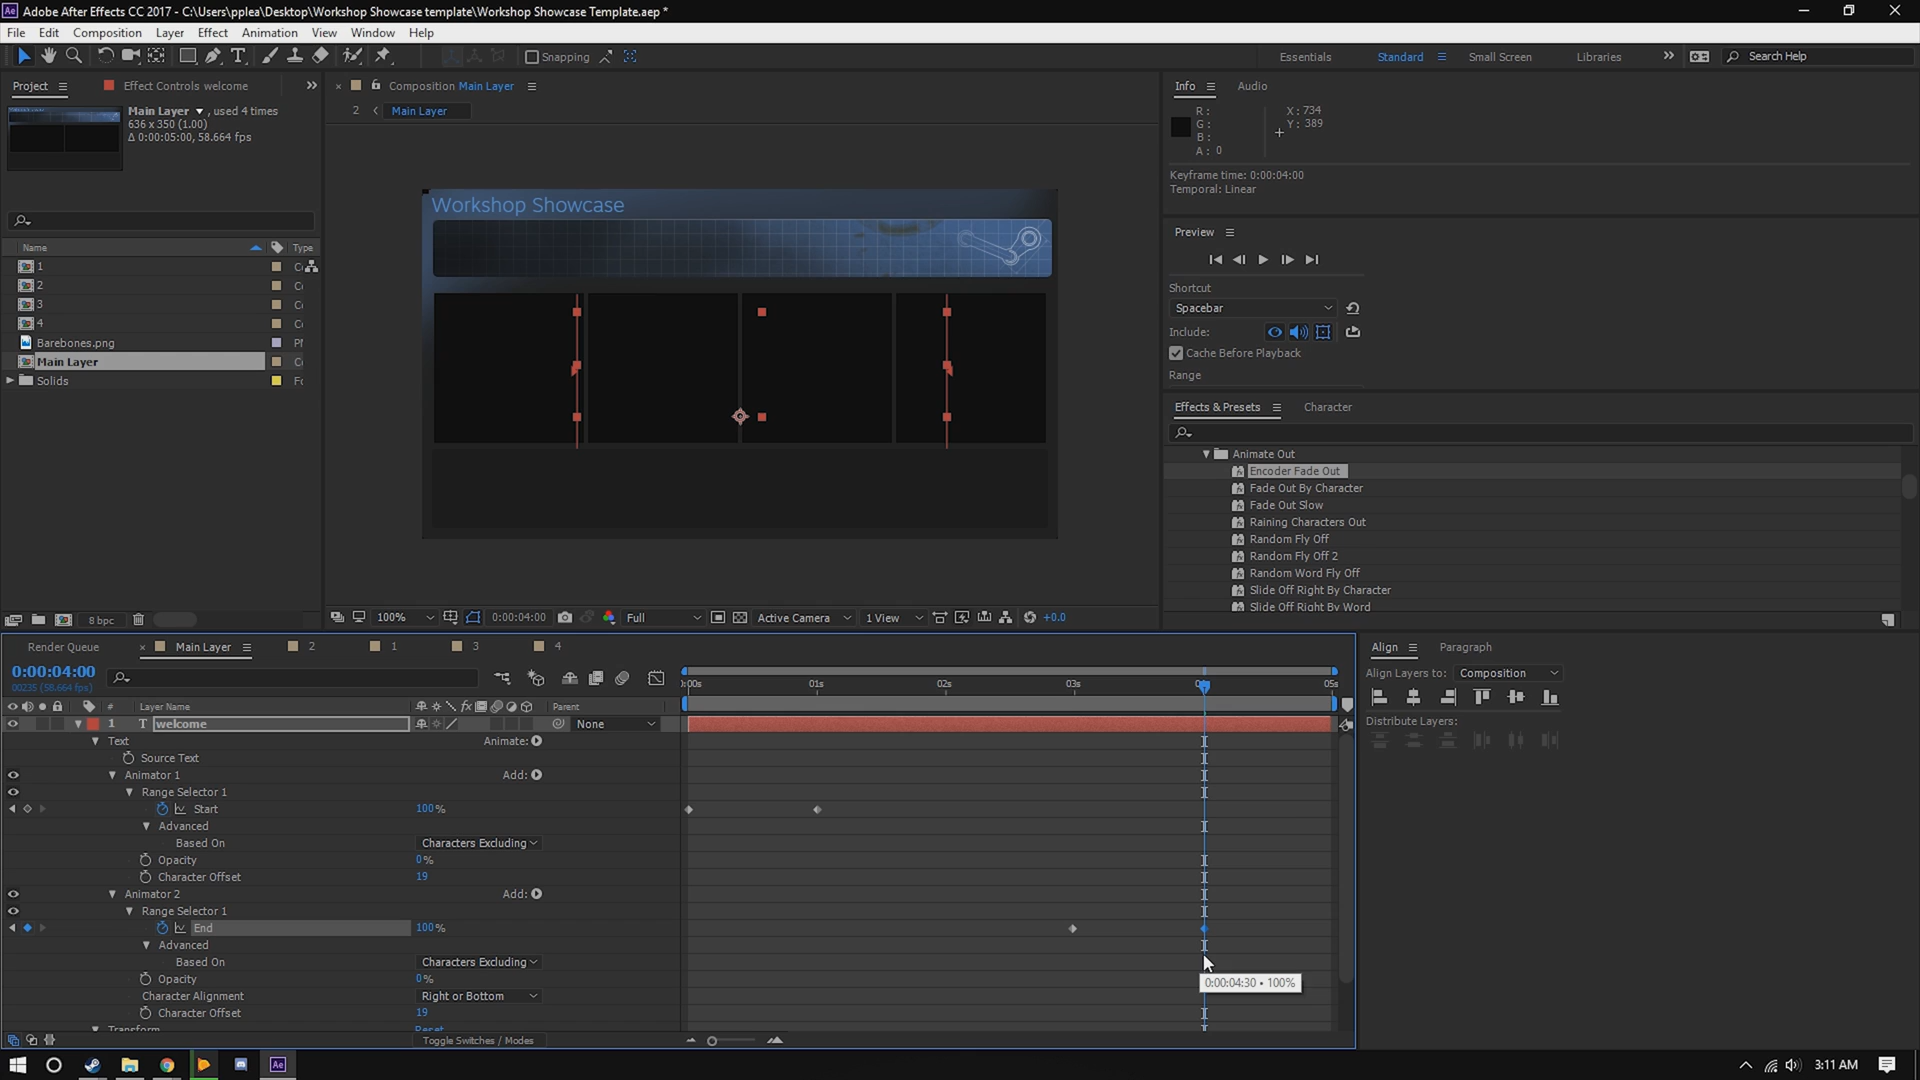 Adobe After Effects CC 2017 - C:\Users\pplea\Desktop\Workshop Showcase template\Workshop Showcase Template.aep *
File Edit Composition Layer Effect Animation View Window Help
Snapping
Essentials Standard Small Screen Libraries Search Help
Project Effect Controls welcome
Composition Main Layer
Info Audio
Main Layer , used 4 times
636 x 350 (1.00)
Δ 0:00:05:00, 58.664 fps
2 Main Layer
R:
G:
B:
A: 0
X: 734
Y: 389
Keyframe time: 0:00:04:00
Temporal: Linear
Workshop Showcase
Preview
Name Type
1
2
3
4
Barebones.png
Main Layer
Solids
Shortcut
Spacebar
Include:
Cache Before Playback
Range
Effects & Presets Character
Animate Out
Encoder Fade Out
Fade Out By Character
Fade Out Slow
Raining Characters Out
Random Fly Off
Random Fly Off 2
Random Word Fly Off
Slide Off Right By Character
Slide Off Right By Word
8 bpc
100% 0:00:04:00 Full Active Camera 1 View +0.0
Render Queue Main Layer 2 1 3 4
Align Paragraph
0:00:04:00
00235 (58.664 fps)
Align Layers to: Composition
Distribute Layers:
01s 02s 03s 05s
# Layer Name Parent
1 T welcome None
Text Animate:
Source Text
Animator 1 Add:
Range Selector 1
Start 100%
Advanced
Based On Characters Excluding
Opacity 0%
Character Offset 19
Animator 2 Add:
Range Selector 1
End 100%
Advanced
Based On Characters Excluding
Opacity 0%
Character Alignment Right or Bottom
Character Offset 19
Transform Reset
0:00:04:30 • 100%
Toggle Switches / Modes
3:11 AM